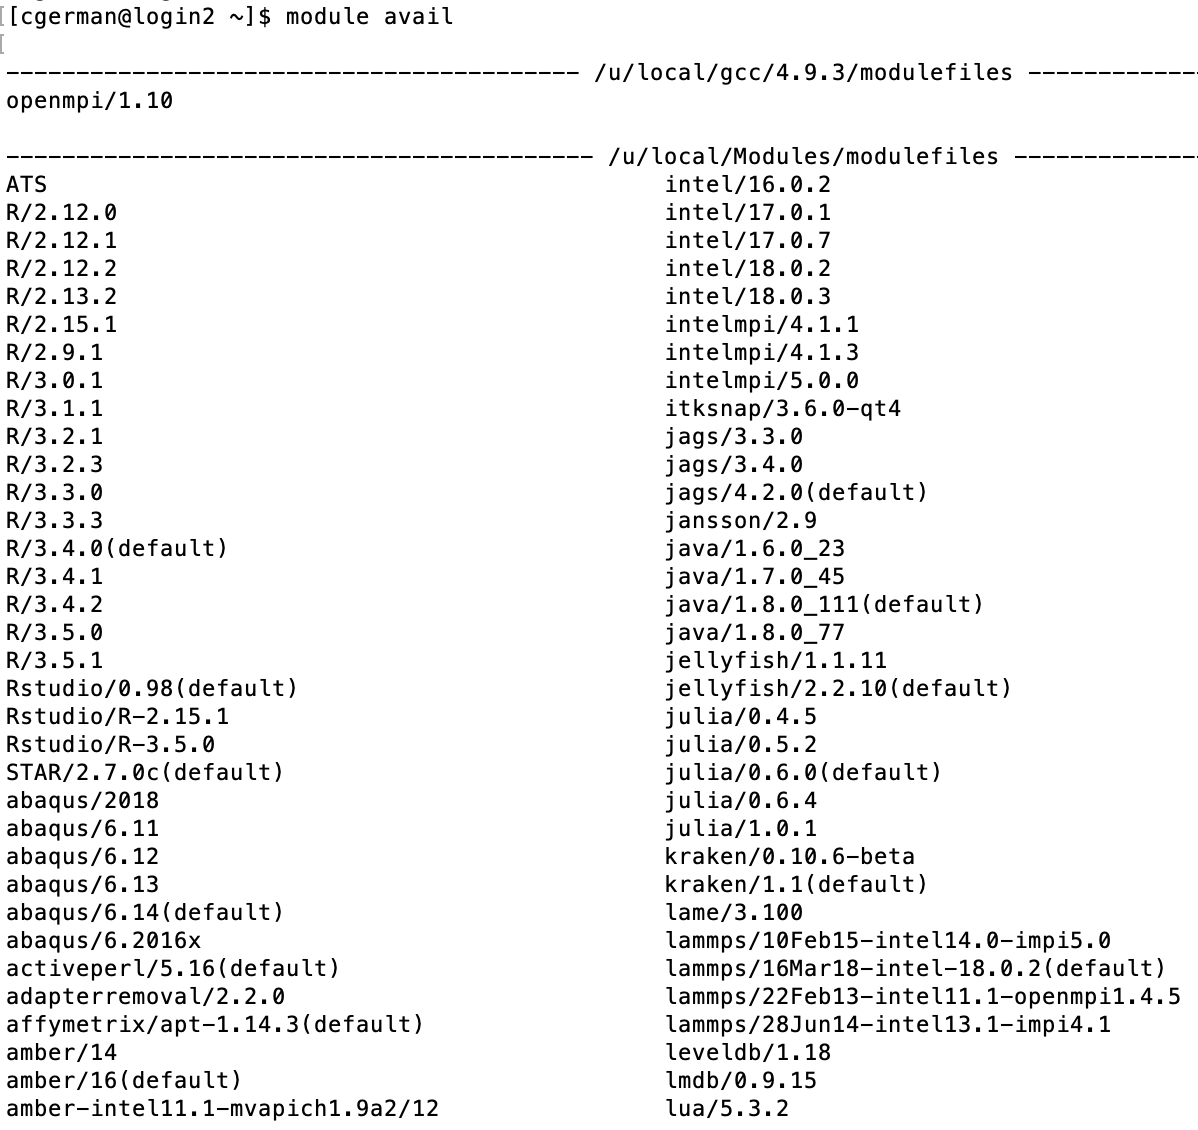 [cgerman@login2 ~]$ module avail
----------------------------------------- /u/local/gcc/4.9.3/modulefiles ------------
openmpi/1.10
------------------------------------------ /u/local/Modules/modulefiles -------------
ATS intel/16.0.2
R/2.12.0 intel/17.0.1
R/2.12.1 intel/17.0.7
R/2.12.2 intel/18.0.2
R/2.13.2 intel/18.0.3
R/2.15.1 intelmpi/4.1.1
R/2.9.1 intelmpi/4.1.3
R/3.0.1 intelmpi/5.0.0
R/3.1.1 itksnap/3.6.0-qt4
R/3.2.1 jags/3.3.0
R/3.2.3 jags/3.4.0
R/3.3.0 jags/4.2.0(default)
R/3.3.3 jansson/2.9
R/3.4.0(default) java/1.6.0_23
R/3.4.1 java/1.7.0_45
R/3.4.2 java/1.8.0_111(default)
R/3.5.0 java/1.8.0_77
R/3.5.1 jellyfish/1.1.11
Rstudio/0.98(default) jellyfish/2.2.10(default)
Rstudio/R-2.15.1 julia/0.4.5
Rstudio/R-3.5.0 julia/0.5.2
STAR/2.7.0c(default) julia/0.6.0(default)
abaqus/2018 julia/0.6.4
abaqus/6.11 julia/1.0.1
abaqus/6.12 kraken/0.10.6-beta
abaqus/6.13 kraken/1.1(default)
abaqus/6.14(default) lame/3.100
abaqus/6.2016x lammps/10Feb15-intel14.0-impi5.0
activeperl/5.16(default) lammps/16Mar18-intel-18.0.2(default)
adapterremoval/2.2.0 lammps/22Feb13-intel11.1-openmpi1.4.5
affymetrix/apt-1.14.3(default) lammps/28Jun14-intel13.1-impi4.1
amber/14 leveldb/1.18
amber/16(default) lmdb/0.9.15
amber-intel11.1-mvapich1.9a2/12 lua/5.3.2